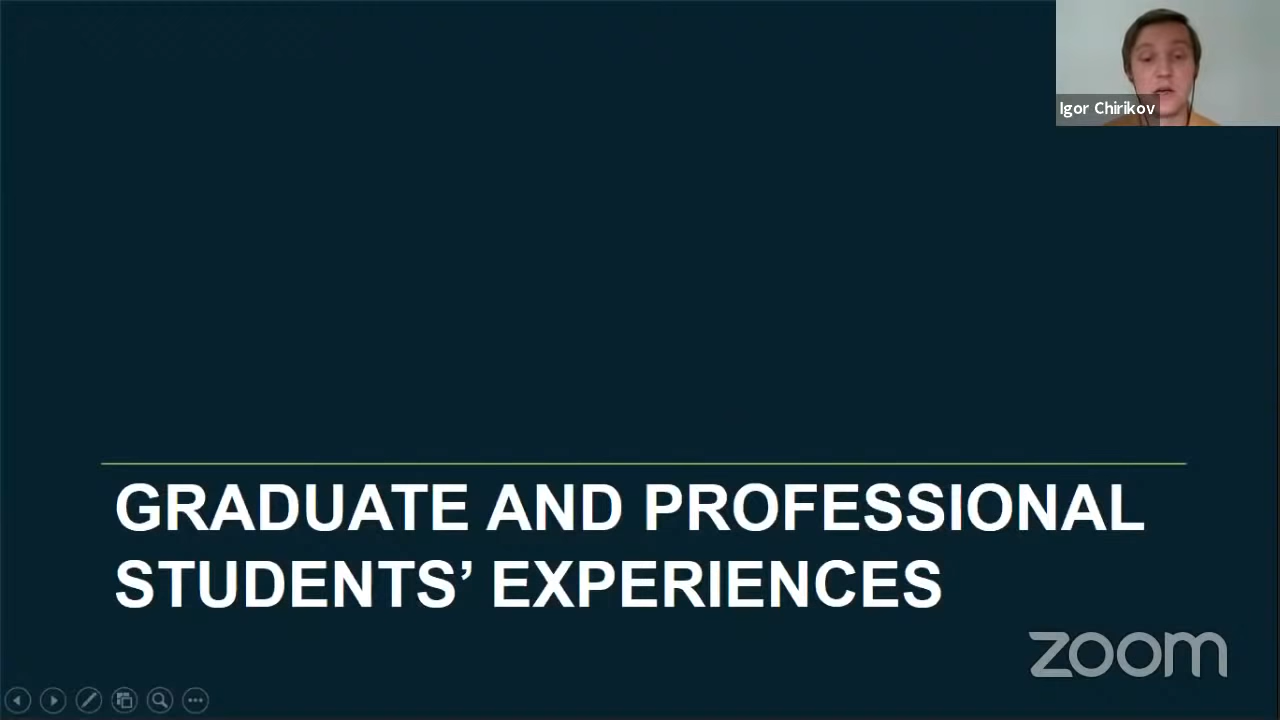 Igor Chirikov
GRADUATE AND PROFESSIONAL
STUDENTS’ EXPERIENCES
zoom